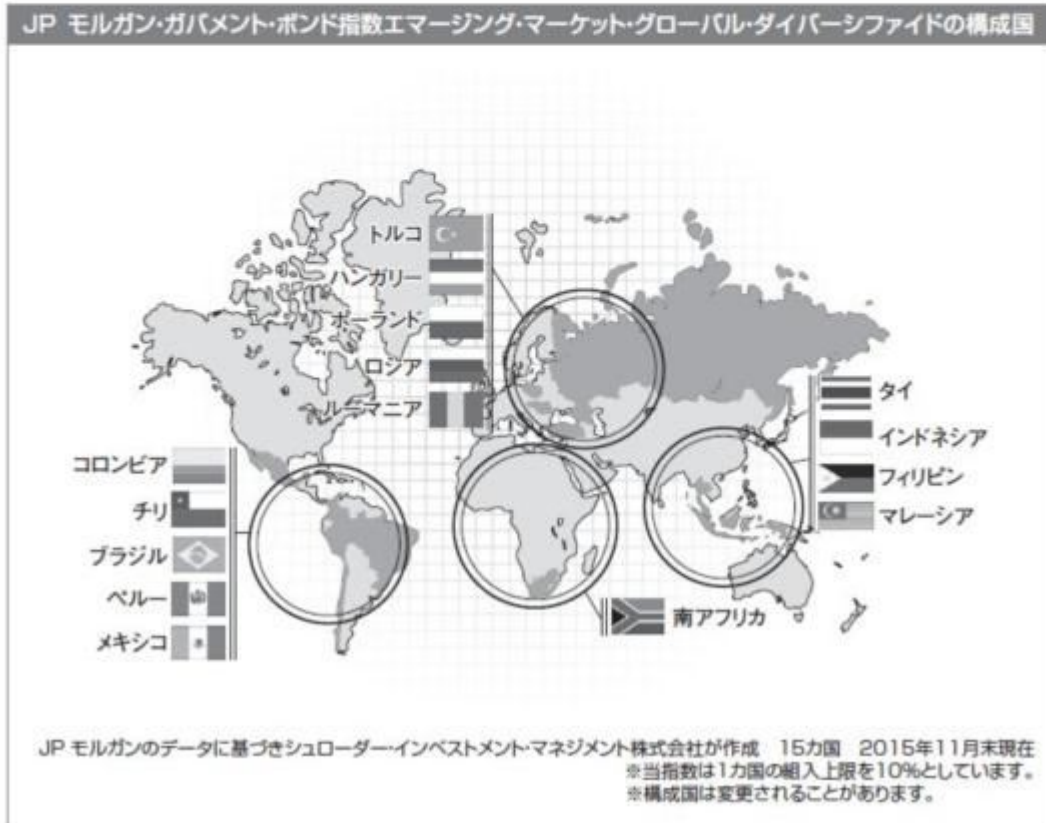 JP モルガン・ガバメント・ボンド指数エマージング・マーケット・グローバル・ダイバーシファイドの構成国
トルコ
ハンガリー
ポーランド
ロシア
ルーマニア
コロンビア
チリ
ブラジル
ペルー
メキシコ
南アフリカ
タイ
インドネシア
フィリピン
マレーシア
JP モルガンのデータに基づきシュローダー・インベストメント・マネジメント株式会社が作成　15カ国　2015年11月末現在
※当指数は1カ国の組入上限を10%としています。
※構成国は変更されることがあります。